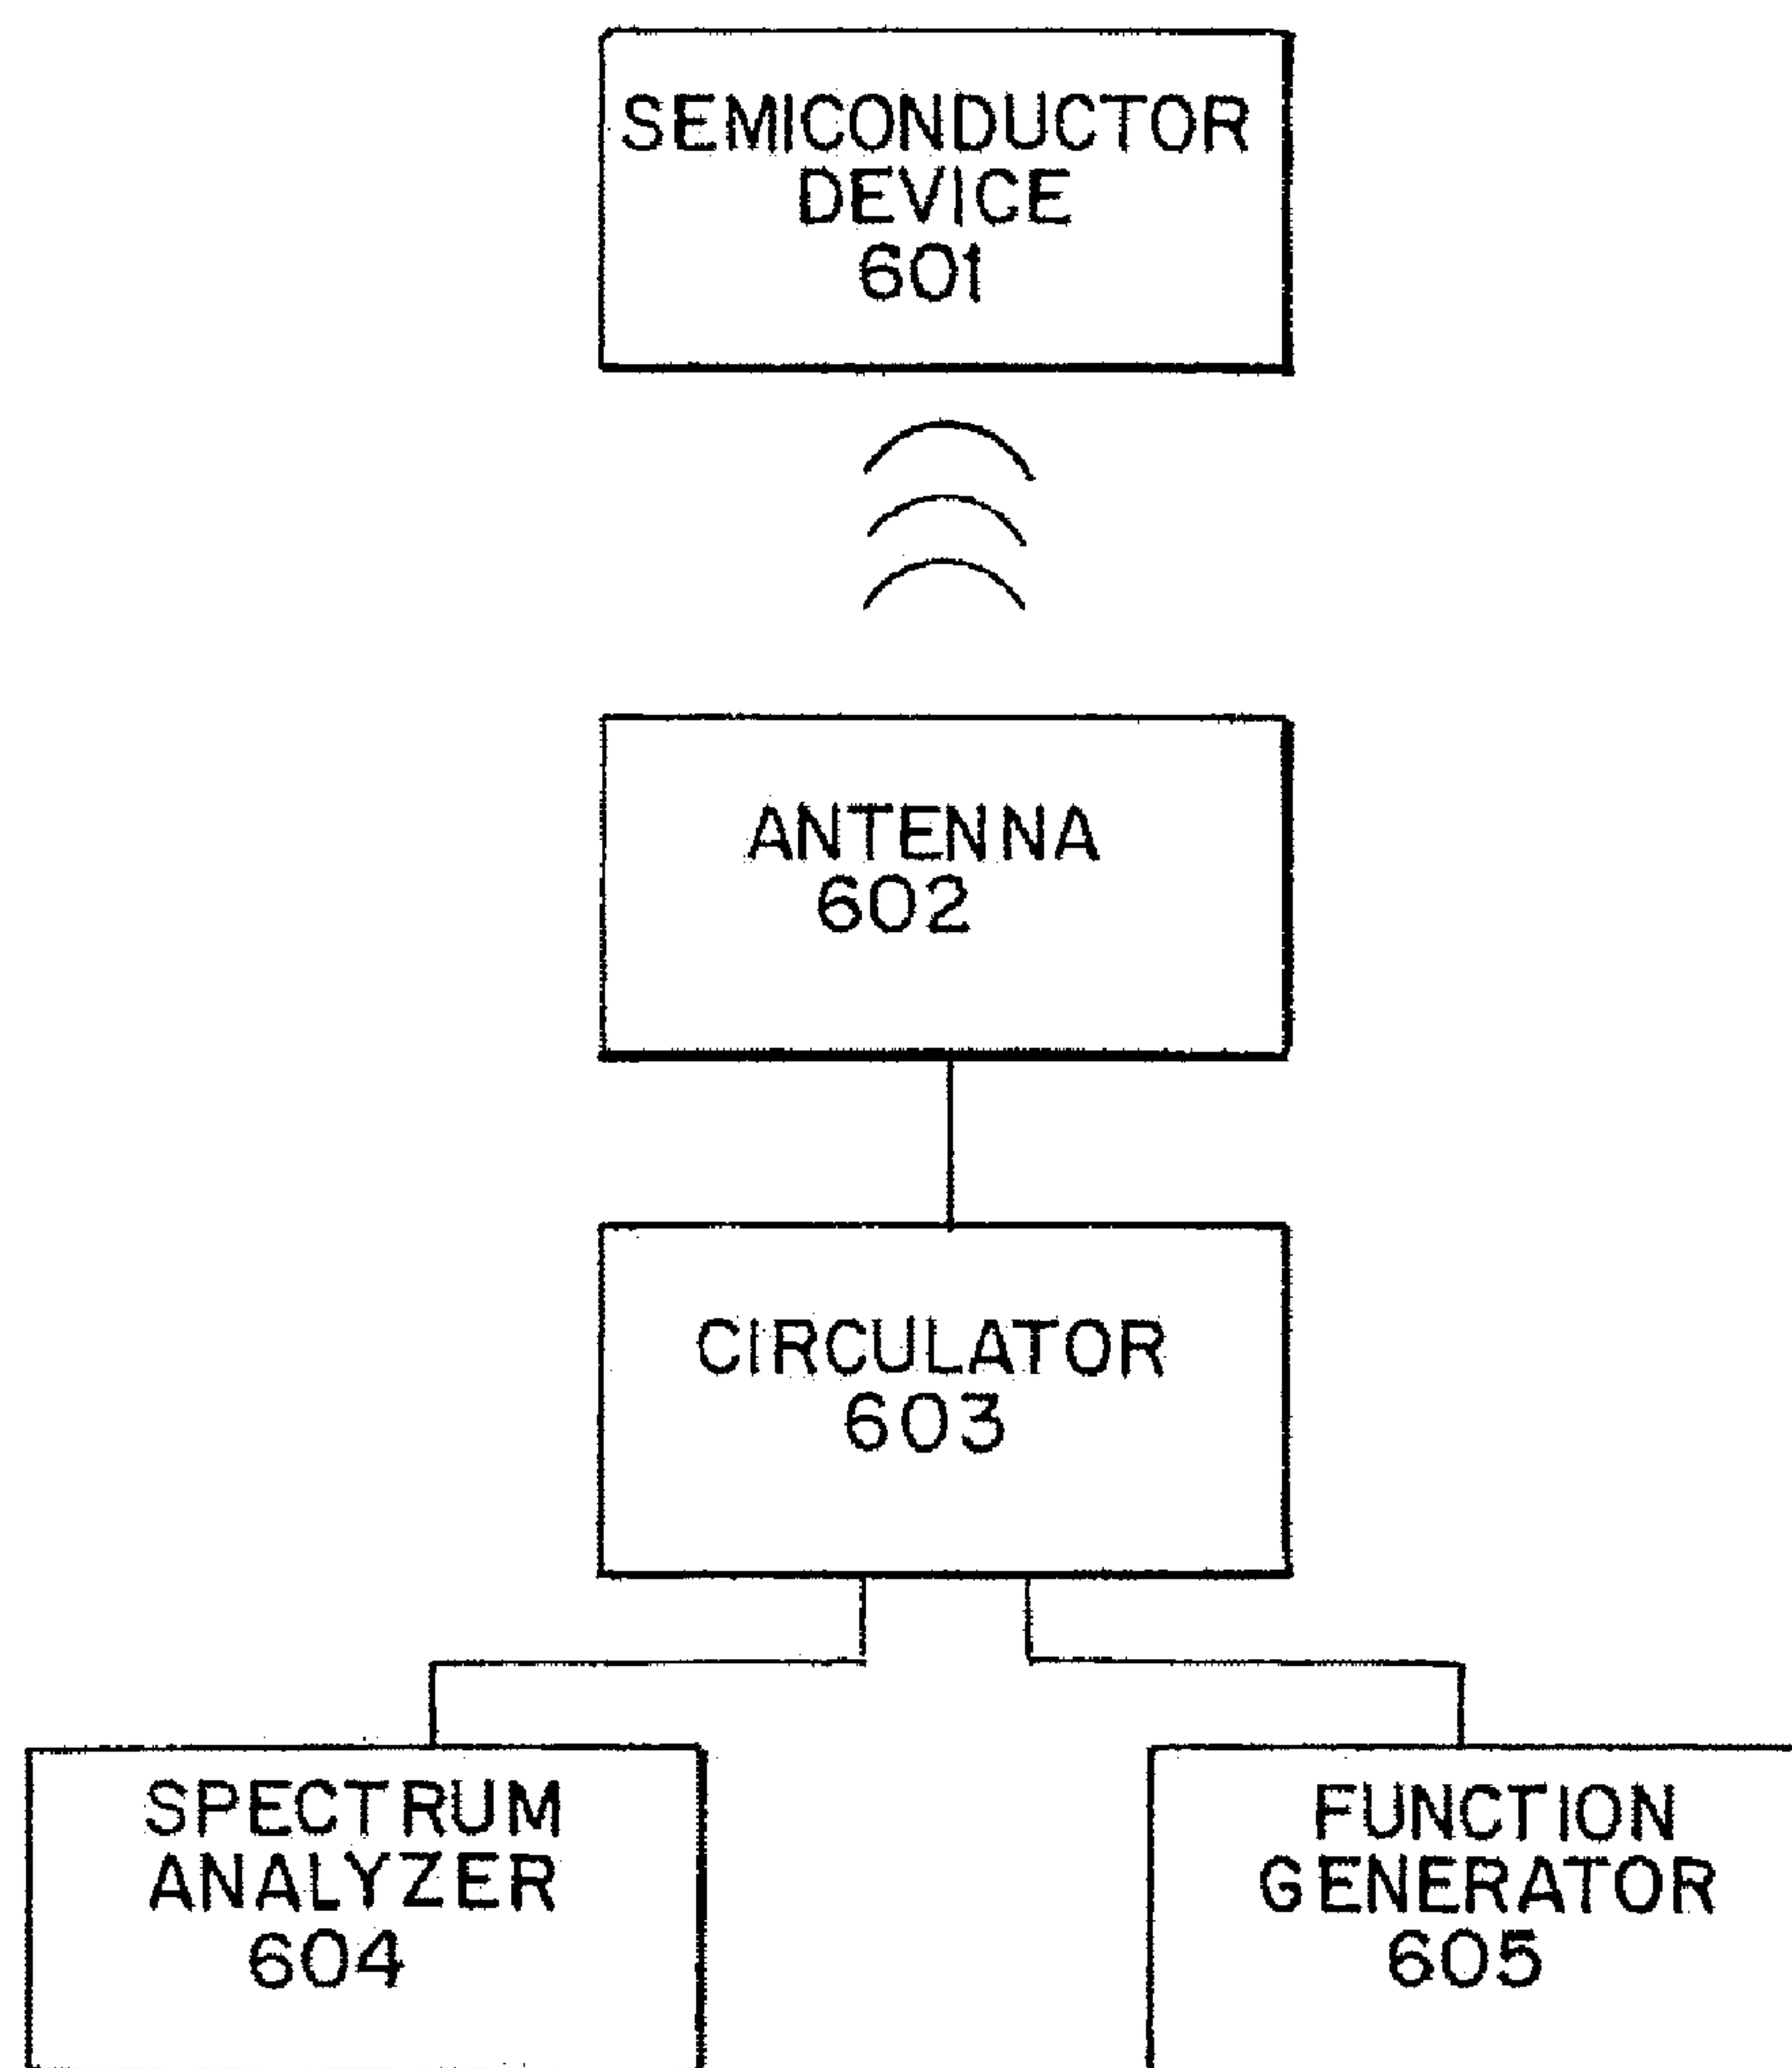 SEMICONDUCTOR
DEVICE
601
ANTENNA
602
CIRCULATOR
603
SPECTRUM
ANALYZER
604
FUNCTION
GENERATOR
605